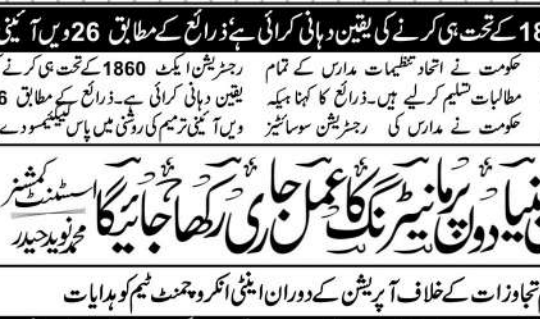 کے تحت ہی کرنے کی یقین دہانی کرائی ہے‘ ذرائع کے مطابق 26 ویں آئینی
حکومت نے اتحاد تنظیمات مدارس کے تمام
مطالبات تسلیم کرلیے ہیں۔ ذرائع کا کہنا ہیکہ
حکومت نے مدارس کی رجسٹریشن سوسائٹیز
رجسٹریشن ایکٹ 1860 کے تحت ہی کرنے
یقین دہانی کرائی ہے۔ ذرائع کے مطابق
ویں آئینی ترمیم کی روشنی میں پاس کیلئے
دو پر مانیٹرنگ کا عمل جاری رکھا جائیگا
اسسٹنٹ کمشنر
محمد نوید حیدر
تجاوزات کے خلاف آپریشن کے دوران اینٹی انکروچمنٹ ٹیم کو ہدایات